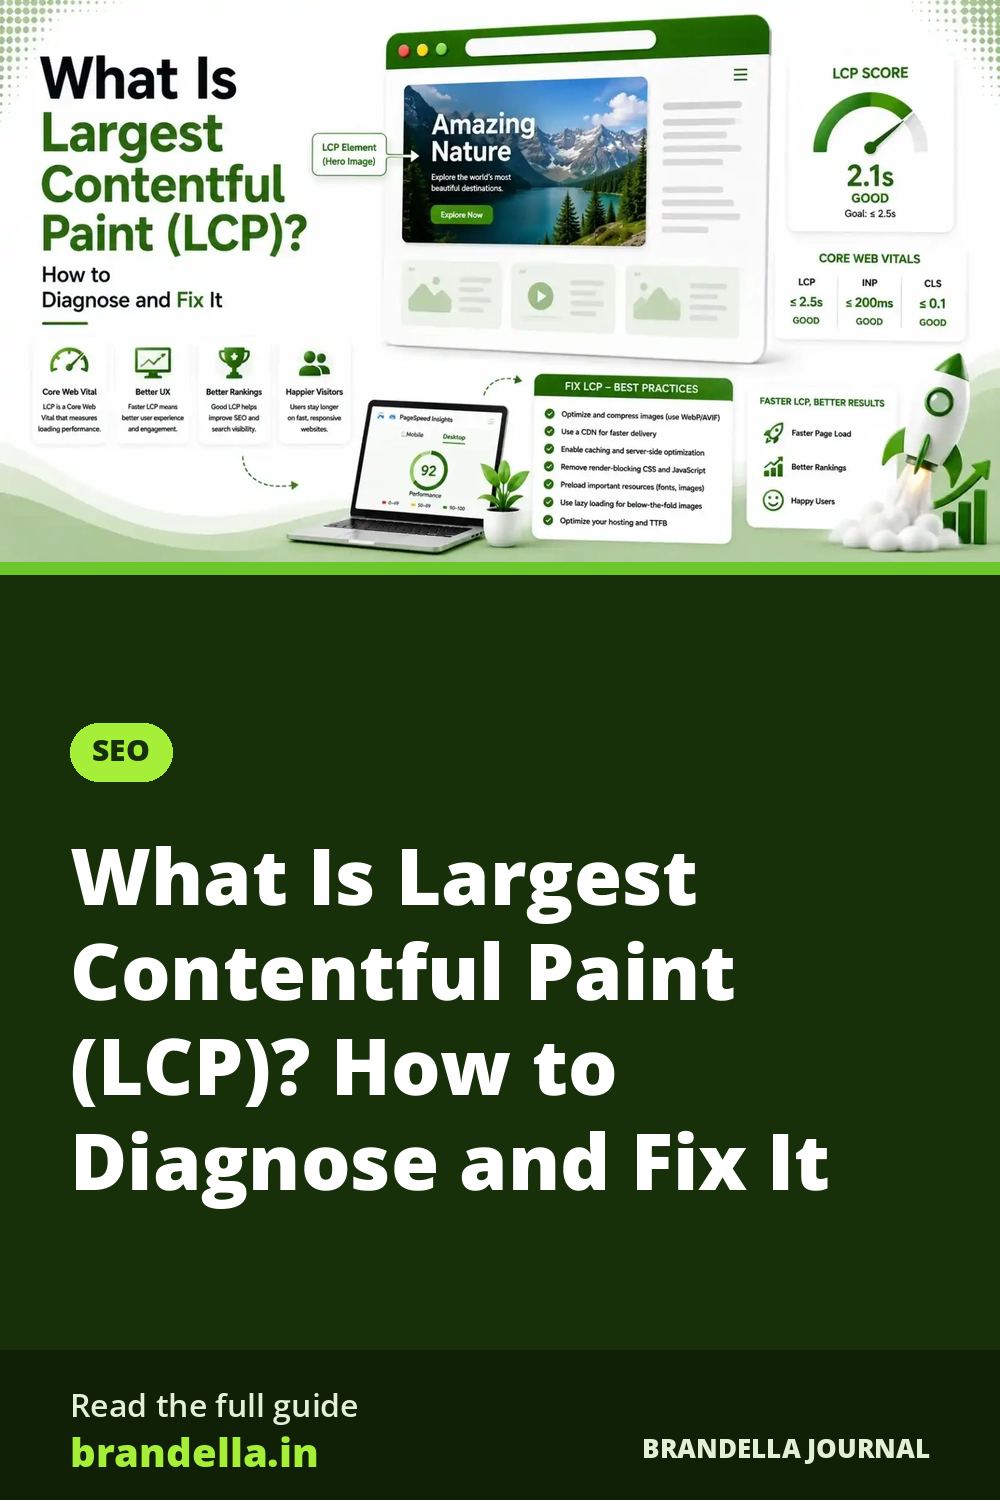 What Is
Largest
Contentful
Paint (LCP)?
How to
Diagnose and Fix It
Core Web Vital
LCP is a Core Web
Vital that measures
loading performance.
Better UX
Faster LCP means
better user experience
and engagement.
Better Rankings
Good LCP helps
improve SEO and
search visibility.
Happier Visitors
Users stay longer
on fast, responsive
websites.
LCP Element
(Hero Image)
Amazing
Nature
Explore the world's most
beautiful destinations.
Explore Now
LCP SCORE
2.1s
GOOD
Goal: ≤ 2.5s
CORE WEB VITALS
LCP
≤ 2.5s
GOOD
INP
≤ 200ms
GOOD
CLS
≤ 0.1
GOOD
PageSpeed Insights
Mobile
Desktop
92
Performance
0-49
50-89
90-100
FIX LCP – BEST PRACTICES
Optimize and compress images (use WebP/AVIF)
Use a CDN for faster delivery
Enable caching and server-side optimization
Remove render-blocking CSS and JavaScript
Preload important resources (fonts, images)
Use lazy loading for below-the-fold images
Optimize your hosting and TTFB
FASTER LCP, BETTER RESULTS
Faster Page Load
Better Rankings
Happy Users
SEO
What Is Largest
Contentful Paint
(LCP)? How to
Diagnose and Fix It
Read the full guide
brandella.in
BRANDELLA JOURNAL